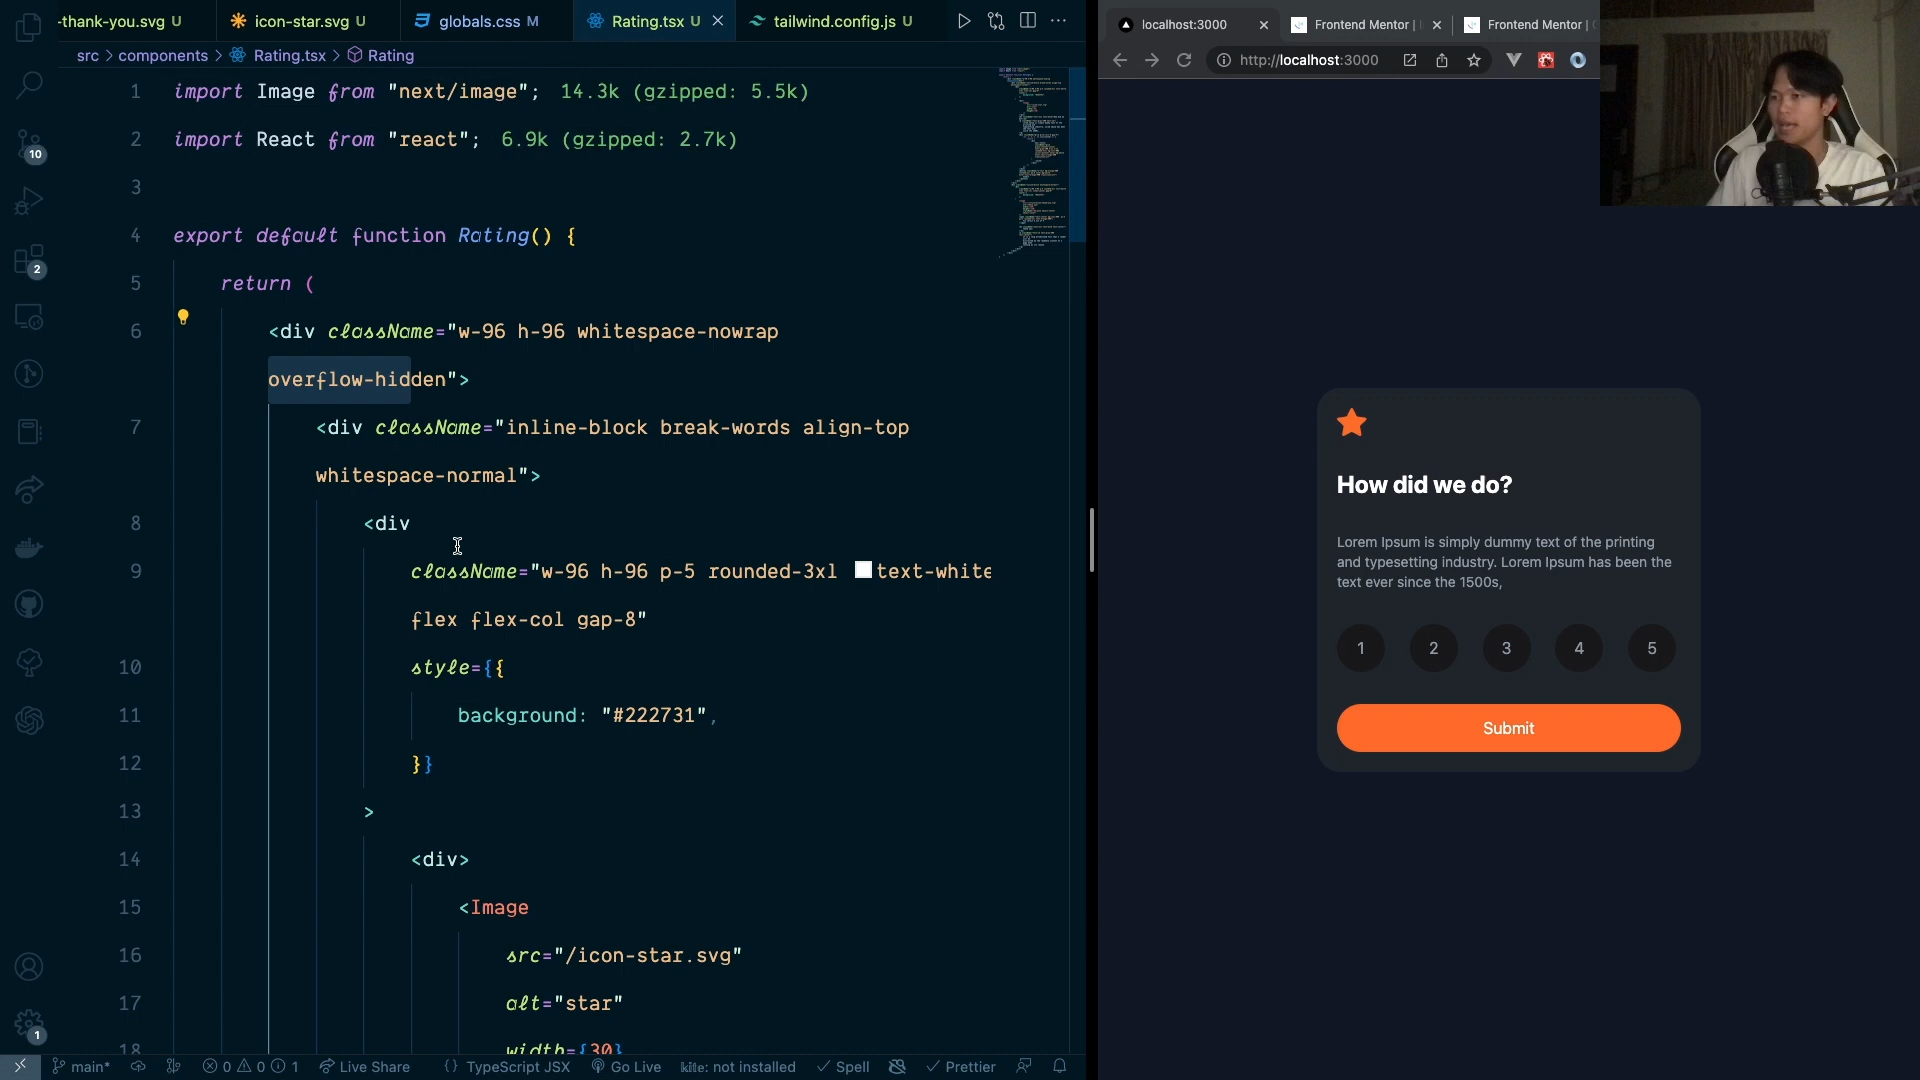 -thank-you.svg U
icon-star.svg U
globals.css M
Rating.tsx U
tailwind.config.js U
src > components > Rating.tsx > Rating
1 import Image from "next/image"; 14.3k (gzipped: 5.5k)
2 import React from "react"; 6.9k (gzipped: 2.7k)
3
4 export default function Rating() {
5 return (
6 <div className="w-96 h-96 whitespace-nowrap
overflow-hidden">
7 <div className="inline-block break-words align-top
whitespace-normal">
8 <div
9 className="w-96 h-96 p-5 rounded-3xl text-white
flex flex-col gap-8"
10 style={{
11 background: "#222731",
12 }}
13 >
14 <div>
15 <Image
16 src="/icon-star.svg"
17 alt="star"
18 width={30}
10
2
1
main* 0 0 1 Live Share {} TypeScript JSX Go Live kite: not installed Spell Prettier
localhost:3000
Frontend Mentor |
Frontend Mentor |
http://localhost:3000
How did we do?
Lorem Ipsum is simply dummy text of the printing
and typesetting industry. Lorem Ipsum has been the
text ever since the 1500s,
1 2 3 4 5
Submit